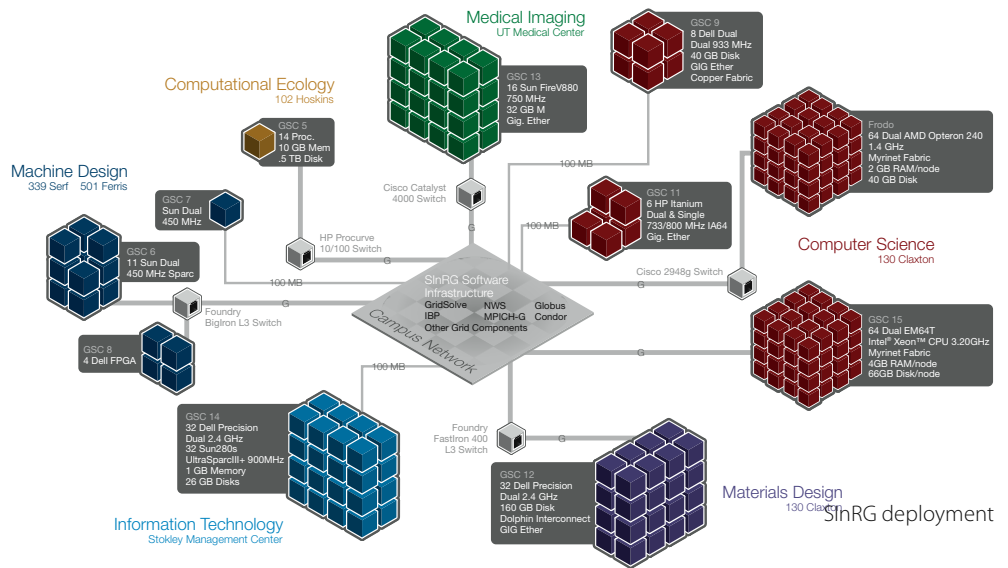 Medical Imaging
UT Medical Center
GSC 13
16 Sun FireV880
750 MHz
32 GB M
Gig. Ether
GSC 9
8 Dell Dual
Dual 933 MHz
40 GB Disk
GIG Ether
Copper Fabric
Computational Ecology
102 Hoskins
GSC 5
14 Proc.
10 GB Mem
.5 TB Disk
Frodo
64 Dual AMD Opteron 240
1.4 GHz
Myrinet Fabric
2 GB RAM/node
40 GB Disk
Machine Design
339 Serf 501 Ferris
GSC 7
Sun Dual
450 MHz
GSC 6
11 Sun Dual
450 MHz Sparc
HP Procurve
10/100 Switch
Cisco Catalyst
4000 Switch
100 MB
GSC 11
6 HP Itanium
Dual & Single
733/800 MHz IA64
Gig. Ether
100 MB
G
G
Computer Science
130 Claxton
G
Cisco 2948g Switch
100 MB
G
Foundry
BigIron L3 Switch
GSC 8
4 Dell FPGA
SInRG Software
Infrastructure
GridSolve NWS Globus
IBP MPICH-G Condor
Other Grid Components
Campus Network
GSC 15
64 Dual EM64T
Intel® Xeon™ CPU 3.20GHz
Myrinet Fabric
4GB RAM/node
66GB Disk/node
G
100 MB
GSC 14
32 Dell Precision
Dual 2.4 GHz
32 Sun280s
UltraSparcIII+ 900MHz
1 GB Memory
26 GB Disks
Information Technology
Stokley Management Center
Foundry
FastIron 400
L3 Switch
G
G
GSC 12
32 Dell Precision
Dual 2.4 GHz
160 GB Disk
Dolphin Interconnect
GIG Ether
Materials Design
130 Claxton
SInRG deployment